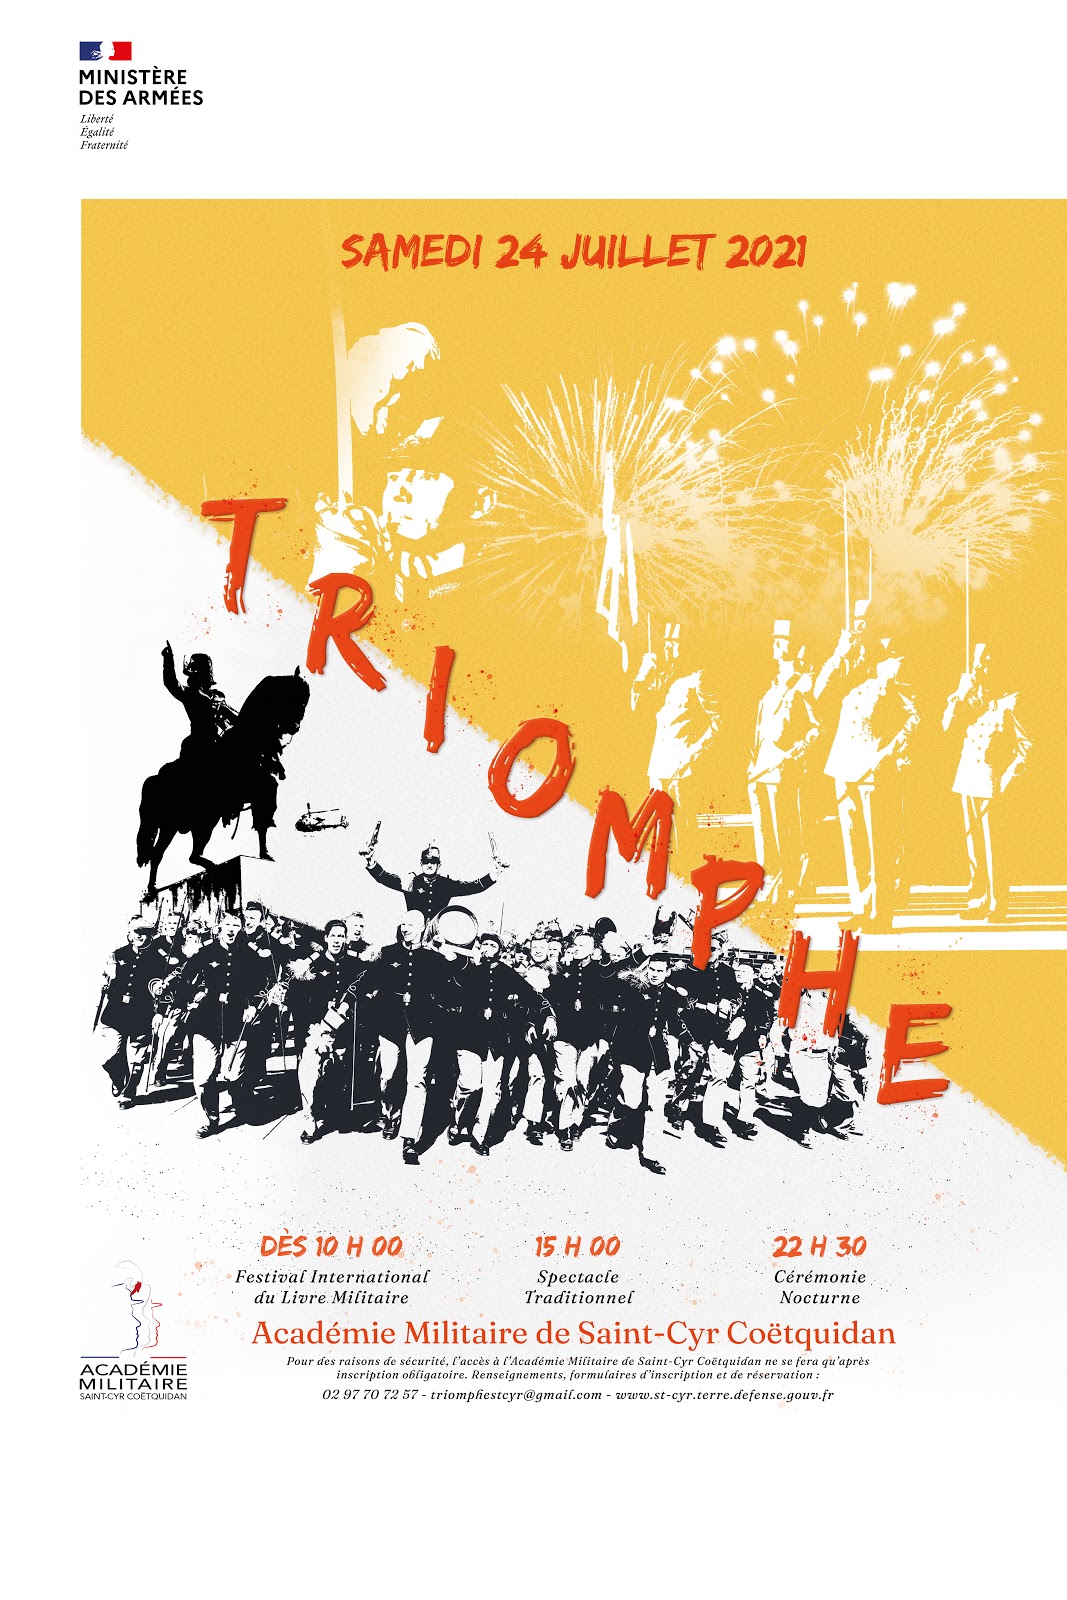 MINISTÈRE
DES ARMÉES
Liberté
Égalité
Fraternité
SAMEDI 24 JUILLET 2021
TRIOMPHE
DÈS 10 H 00
Festival International
du Livre Militaire
15 H 00
Spectacle
Traditionnel
22 H 30
Cérémonie
Nocturne
Académie Militaire de Saint-Cyr Coëtquidan
Pour des raisons de sécurité, l'accès à l'Académie Militaire de Saint-Cyr Coëtquidan ne se fera qu'après
inscription obligatoire. Renseignements, formulaires d'inscription et de réservation :
02 97 70 72 57 - triomphestcyr@gmail.com - www.st-cyr.terre.defense.gouv.fr
ACADÉMIE
MILITAIRE
SAINT-CYR COËTQUIDAN